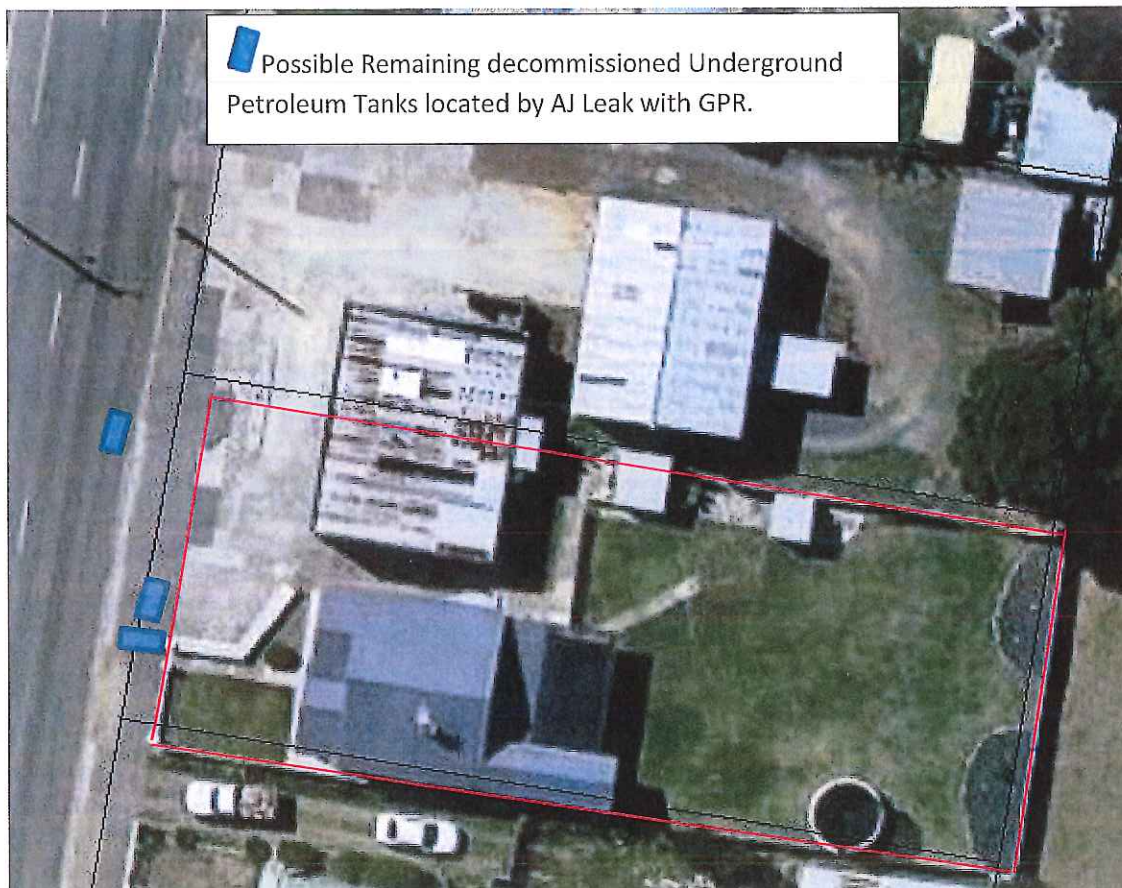 Possible Remaining decommissioned Underground
Petroleum Tanks located by AJ Leak with GPR.